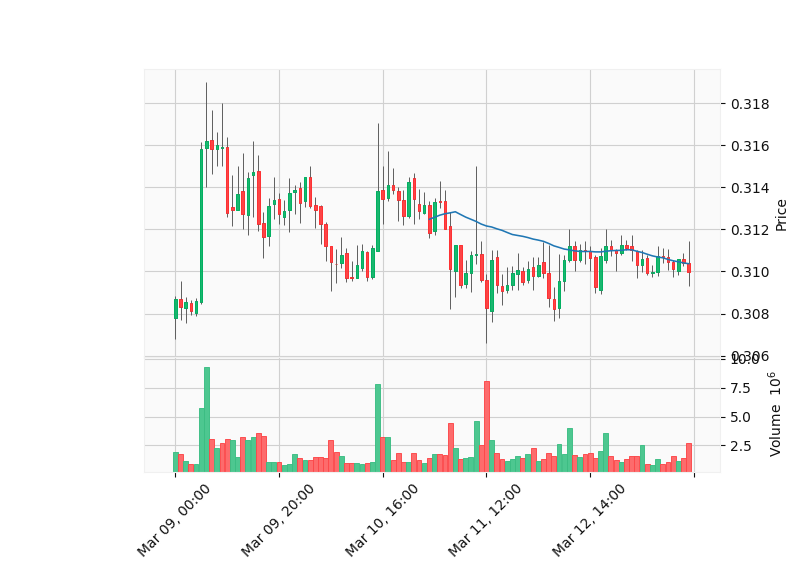 0.318
0.316
0.314
0.312
0.310
0.308
0.306
Price
10.0
7.5
5.0
2.5
Volume 10^6
Mar 09, 00:00
Mar 09, 20:00
Mar 10, 16:00
Mar 11, 12:00
Mar 12, 14:00